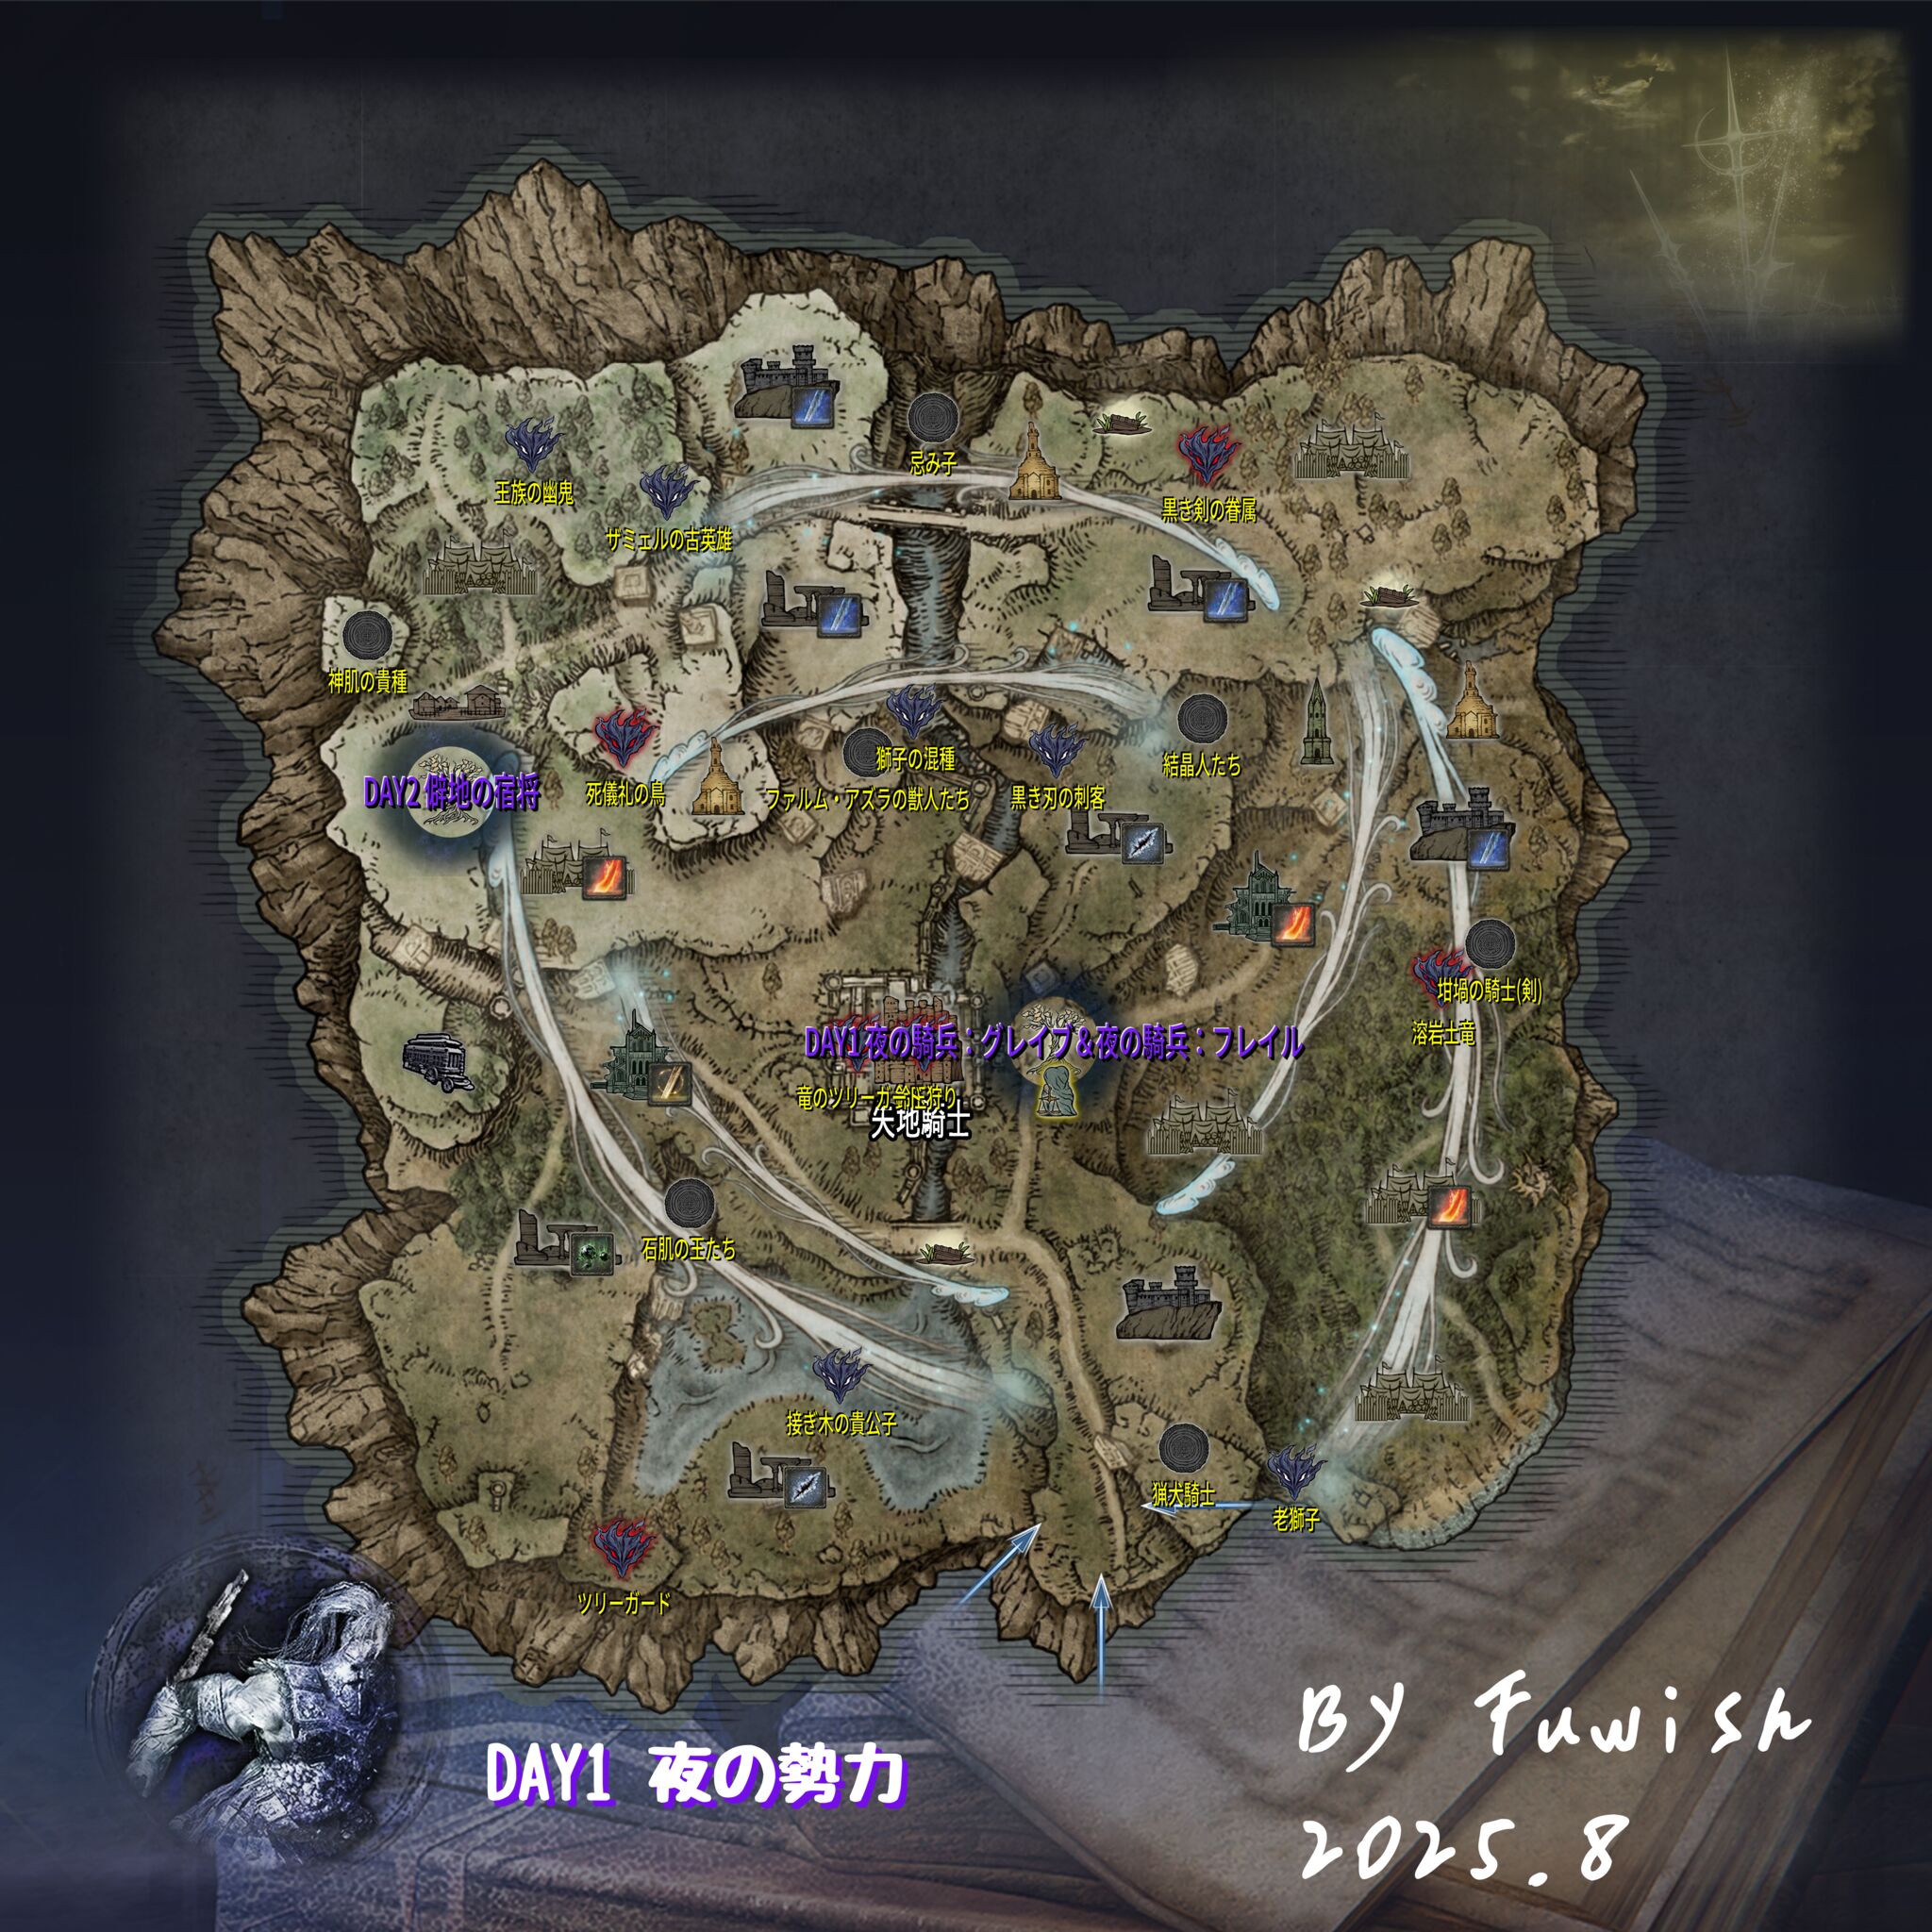 忌み子
王族の幽鬼
黒き剣の眷属
ザミェルの古英雄
神肌の貴種
獅子の混種
結晶人たち
DAY2 僻地の宿将
死儀礼の鳥
ファルム・アズラの獣人たち
黒き刃の刺客
坩堝の騎士(剣)
溶岩土竜
DAY1 夜の騎兵：グレイブ&夜の騎兵：フレイル
竜のツリーガ
鈴玉狩り
失地騎士
石肌の王たち
接ぎ木の貴公子
猟犬騎士
老獅子
ツリーガード
DAY1 夜の勢力
BY Fuwish
2025.8